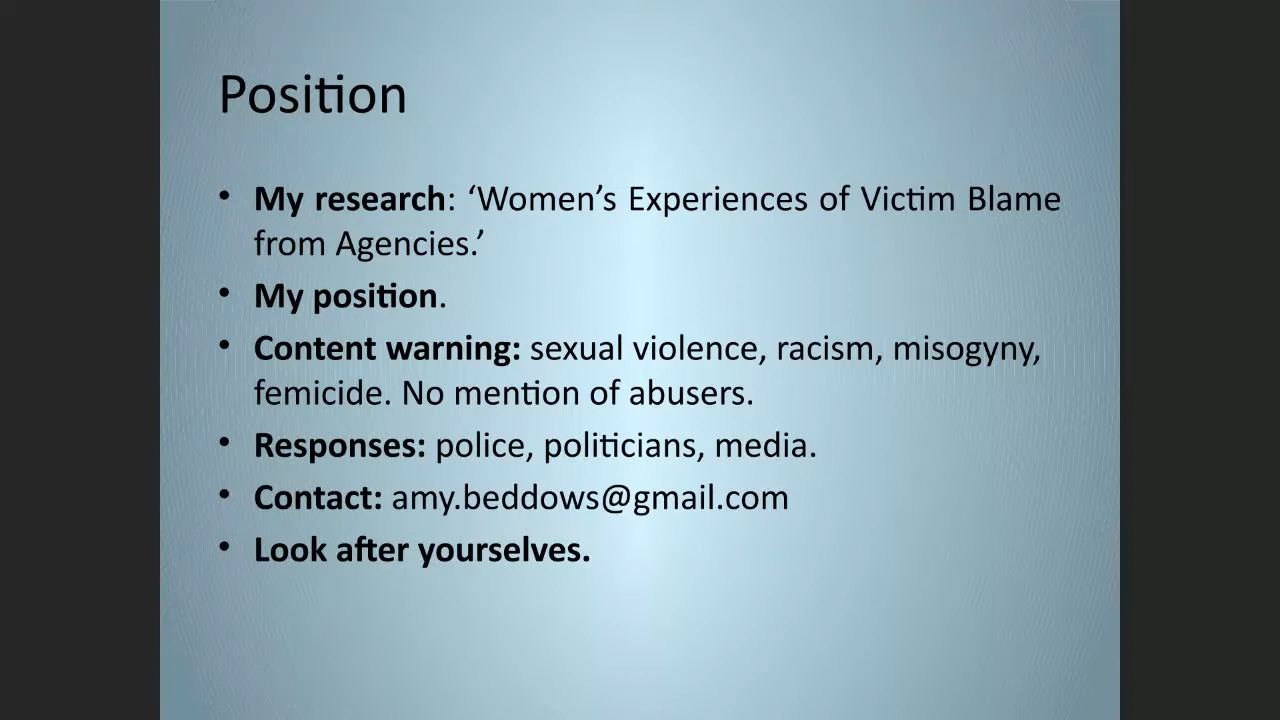 Position
• My research: ‘Women’s Experiences of Victim Blame
from Agencies.’
• My position.
• Content warning: sexual violence, racism, misogyny,
femicide. No mention of abusers.
• Responses: police, politicians, media.
• Contact: amy.beddows@gmail.com
• Look after yourselves.